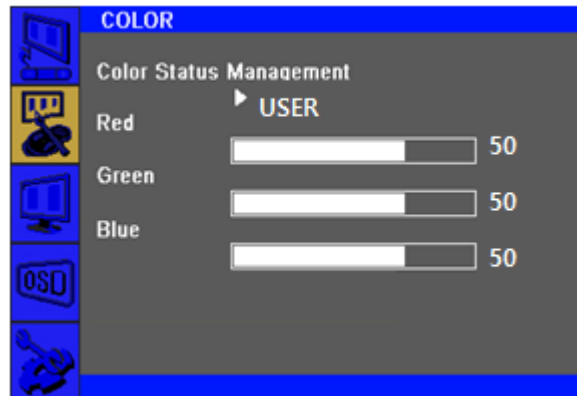 COLOR
Color Status Management
USER
Red
50
Green
50
Blue
50
OSD